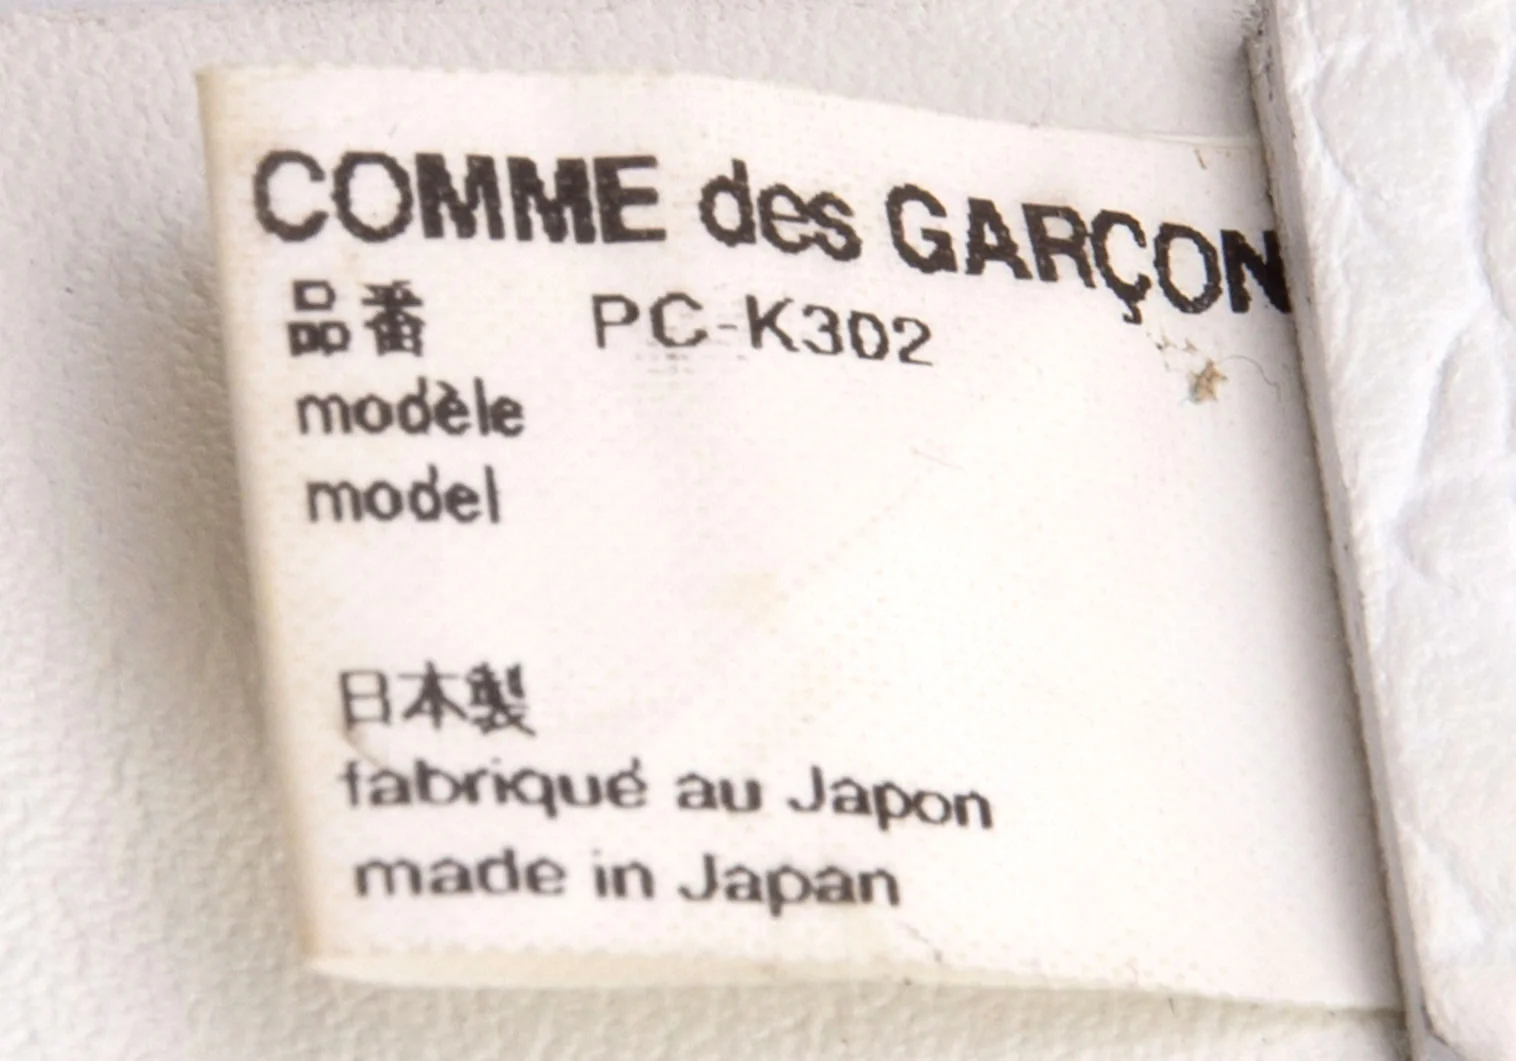 COMME des GARÇON
品番 PC-K302
modèle
model
日本製
fabriqué au Japon
made in Japan